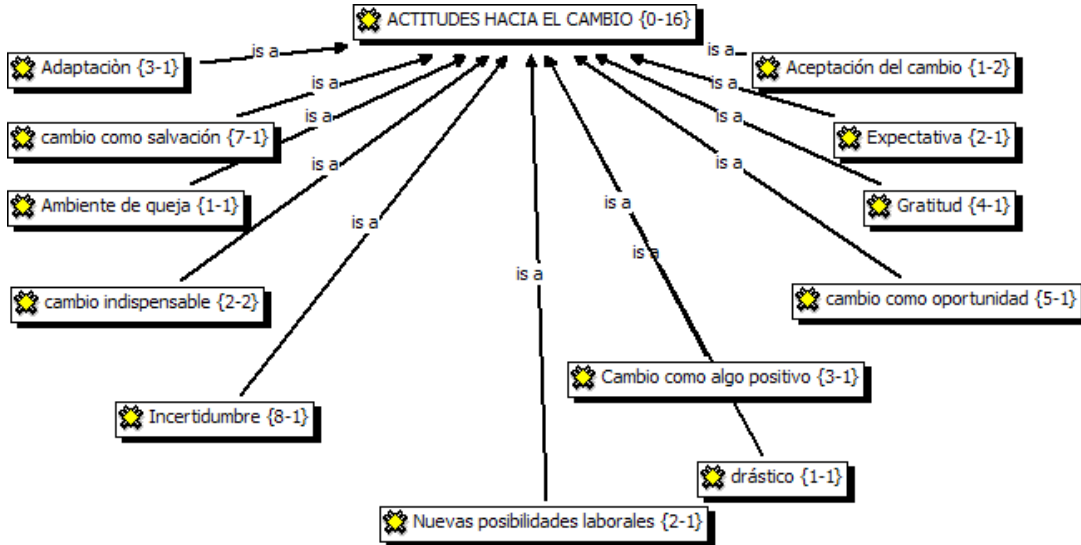 ACTITUDES HACIA EL CAMBIO {0-16}
is a
is a
Adaptaciòn {3-1}
Aceptación del cambio {1-2}
is a
is a
cambio como salvación {7-1}
is a
is a
Expectativa {2-1}
is a
is a
Ambiente de queja {1-1}
is a
Gratitud {4-1}
is a
is a
is a
cambio indispensable {2-2}
cambio como oportunidad {5-1}
Cambio como algo positivo {3-1}
Incertidumbre {8-1}
drástico {1-1}
Nuevas posibilidades laborales {2-1}